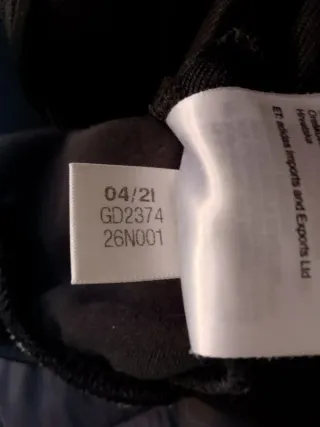 04/21
GD2374
26N001
Hrvatska
ET: adidas Imports and Exports Ltd